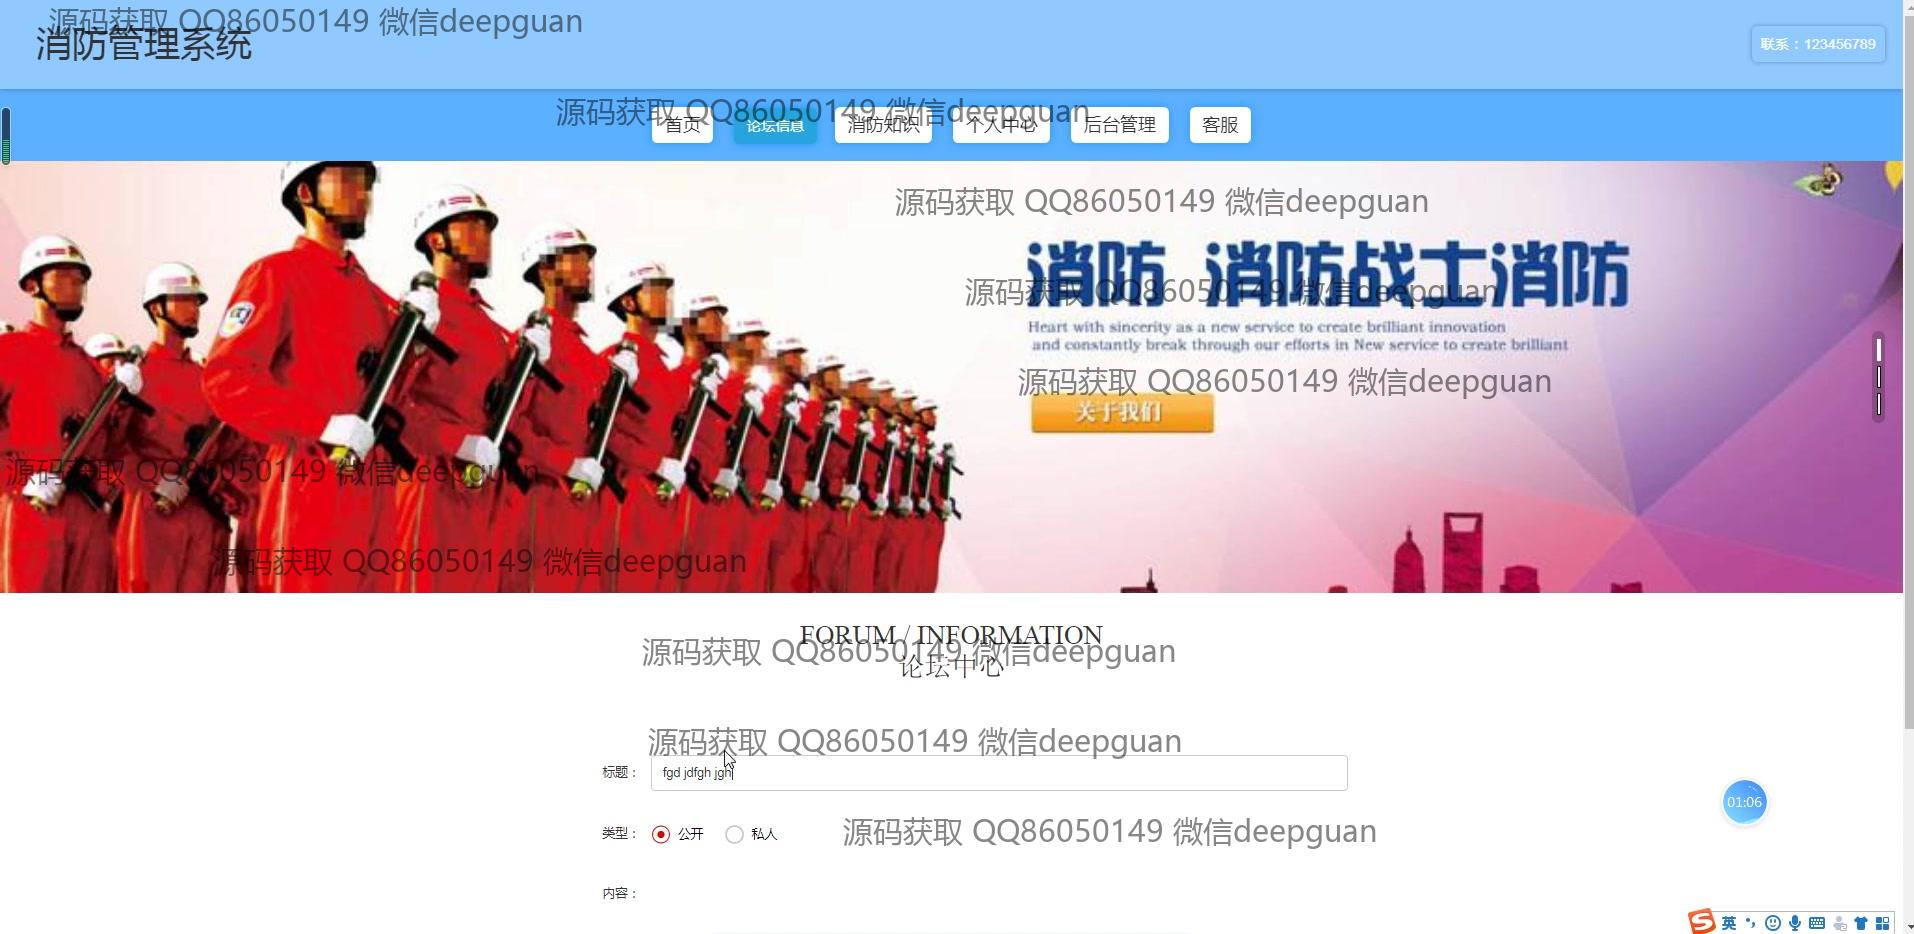 源码获取 QQ86050149 微信deepguan
消防管理系统
联系：123456789
源码获取 QQ86050149 微信deepguan
首页
论坛信息
消防知识
个人中心
后台管理
客服
源码获取 QQ86050149 微信deepguan
消防 消防战士消防
源码获取 QQ86050149 微信deepguan
Heart with sincerity as a new service to create brilliant innovation
and constantly break through our efforts in New service to create brilliant
源码获取 QQ86050149 微信deepguan
关于我们
源码获取 QQ86050149 微信deepguan
源码获取 QQ86050149 微信deepguan
FORUM / INFORMATION
源码获取 QQ86050149 微信deepguan
论坛中心
源码获取 QQ86050149 微信deepguan
标题： fgd jdfgh jgh
01:06
类型： 公开 私人
源码获取 QQ86050149 微信deepguan
内容：
S 英